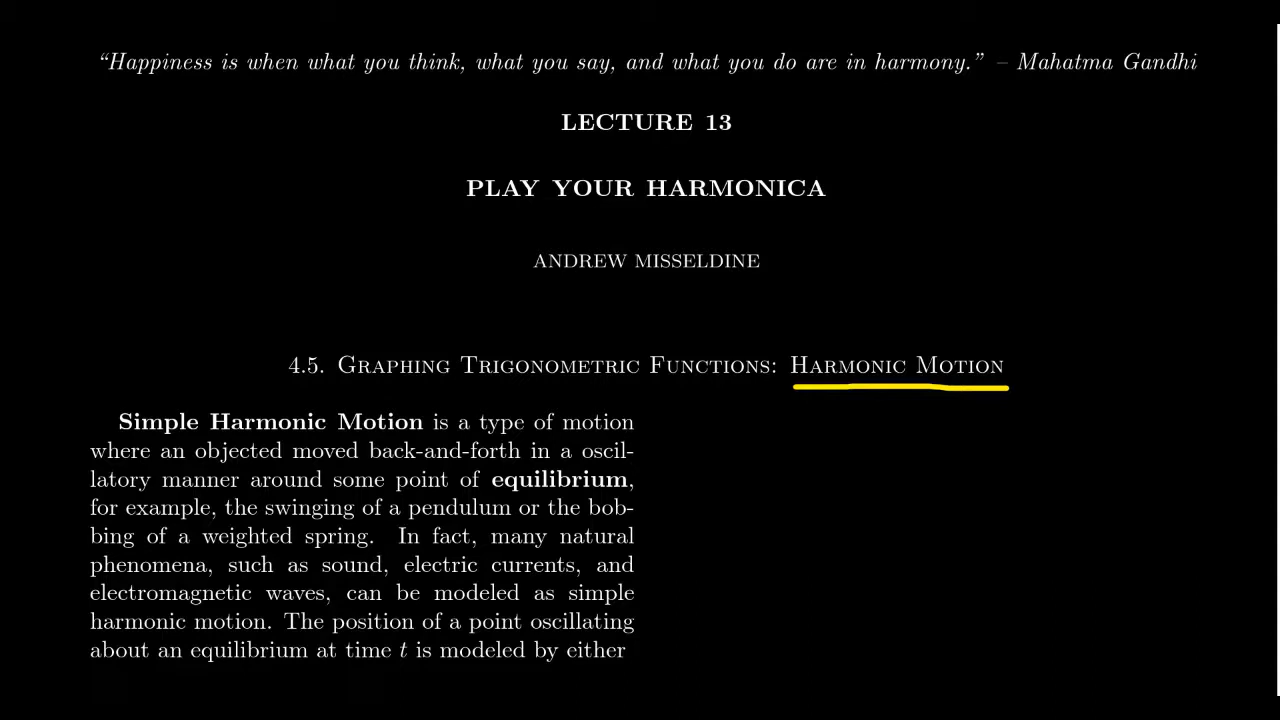 “Happiness is when what you think, what you say, and what you do are in harmony.” – Mahatma Gandhi
LECTURE 13
PLAY YOUR HARMONICA
ANDREW MISSELDINE
4.5. Graphing Trigonometric Functions: Harmonic Motion
Simple Harmonic Motion is a type of motion
where an objected moved back-and-forth in a oscil-
latory manner around some point of equilibrium,
for example, the swinging of a pendulum or the bob-
bing of a weighted spring. In fact, many natural
phenomena, such as sound, electric currents, and
electromagnetic waves, can be modeled as simple
harmonic motion. The position of a point oscillating
about an equilibrium at time t is modeled by either